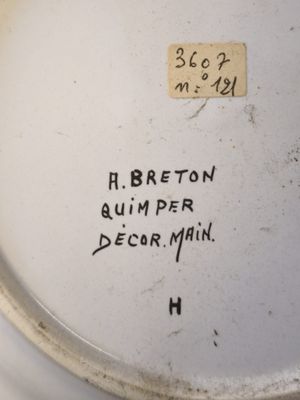 3607
n:º 121
A. BRETON
QUIMPER
DÉCOR. MAIN.
H